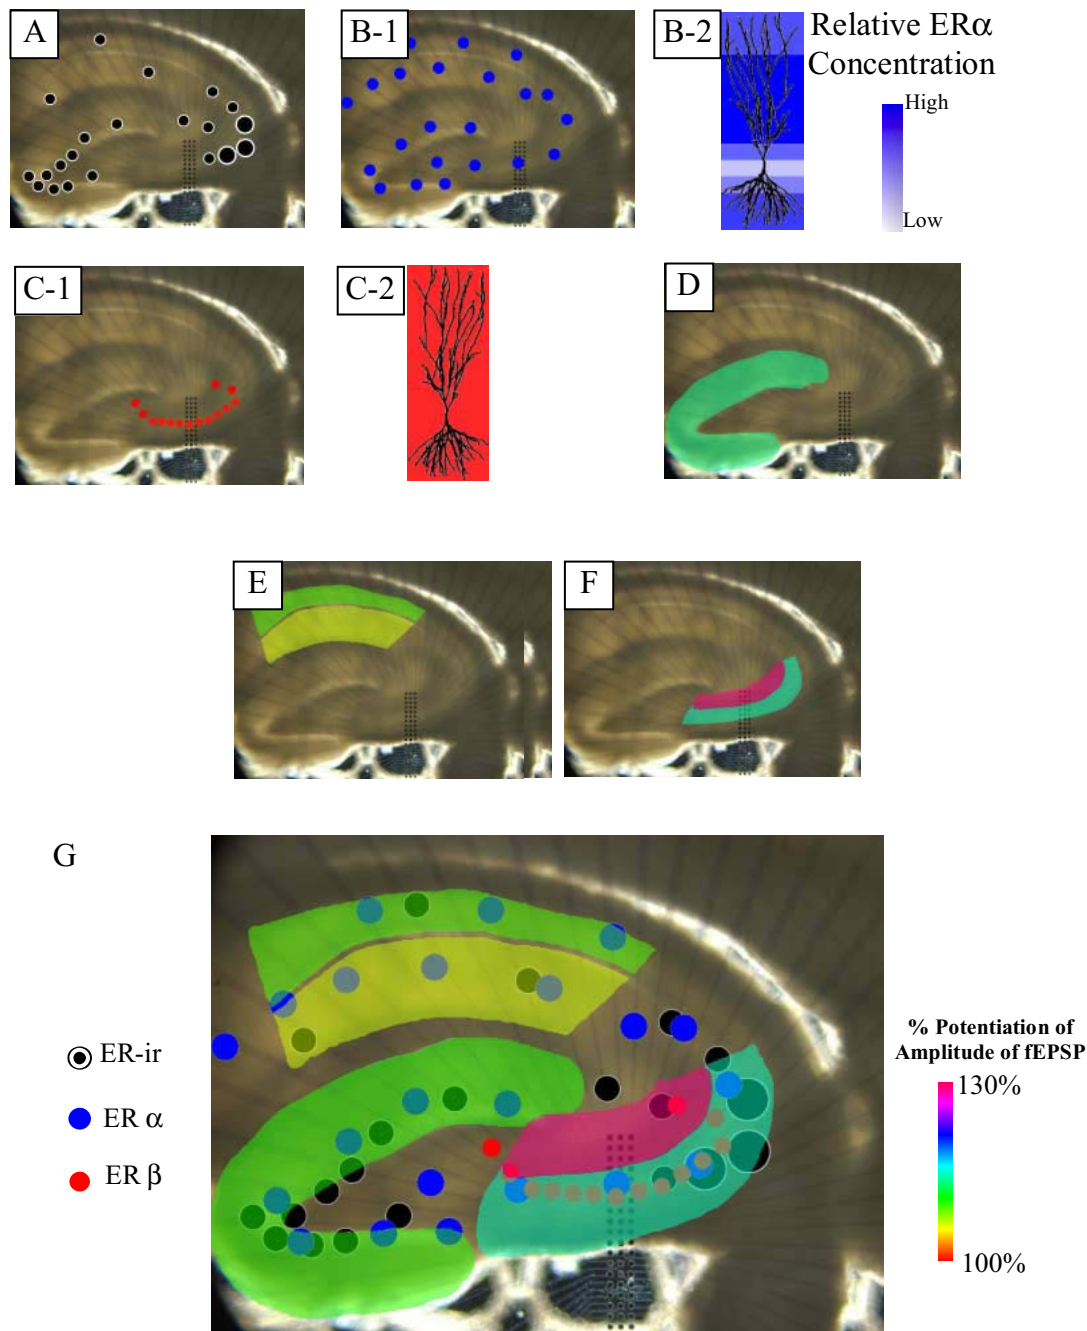 A
B-1
B-2
Relative ERα
Concentration
High
Low
C-1
C-2
D
E
F
G
ER-ir
ER α
ER β
% Potentiation of
Amplitude of fEPSP
130%
100%